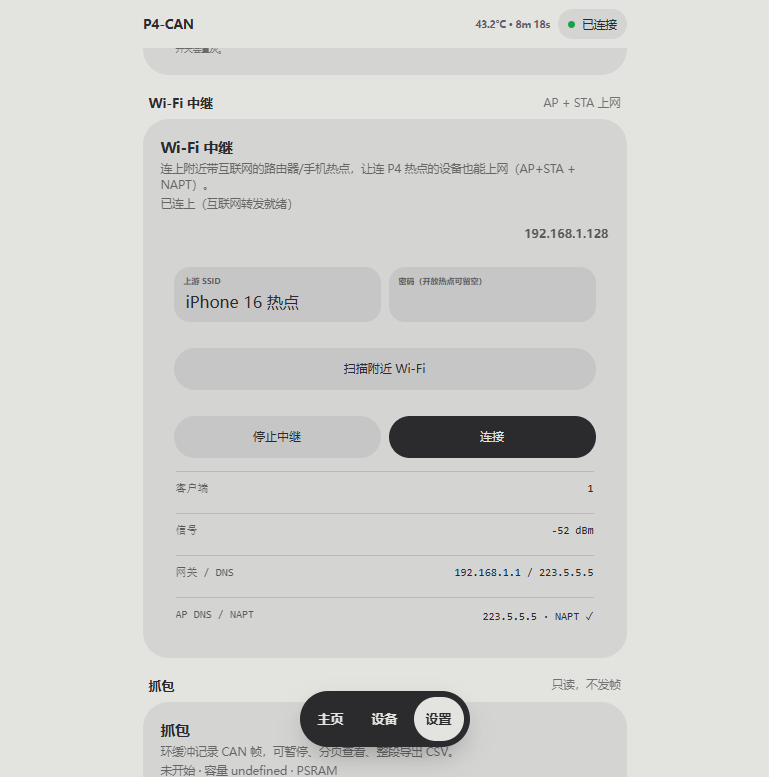 P4-CAN
43.2°C • 8m 18s
已连接
Wi-Fi 中继
AP + STA 上网
Wi-Fi 中继
连上附近带互联网的路由器/手机热点，让连 P4 热点的设备也能上网（AP+STA +
NAPT）。
已连上（互联网转发就绪）
192.168.1.128
上游 SSID
密码（开放热点可留空）
iPhone 16 热点
扫描附近 Wi-Fi
停止中继
连接
客户端
1
信号
-52 dBm
网关 / DNS
192.168.1.1 / 223.5.5.5
AP DNS / NAPT
223.5.5.5 · NAPT ✓
抓包
只读，不发帧
抓包
主页
设备
设置
环缓冲记录 CAN 帧，可暂停、分页查看、整段导出 CSV。
未开始 · 容量 undefined · PSRAM